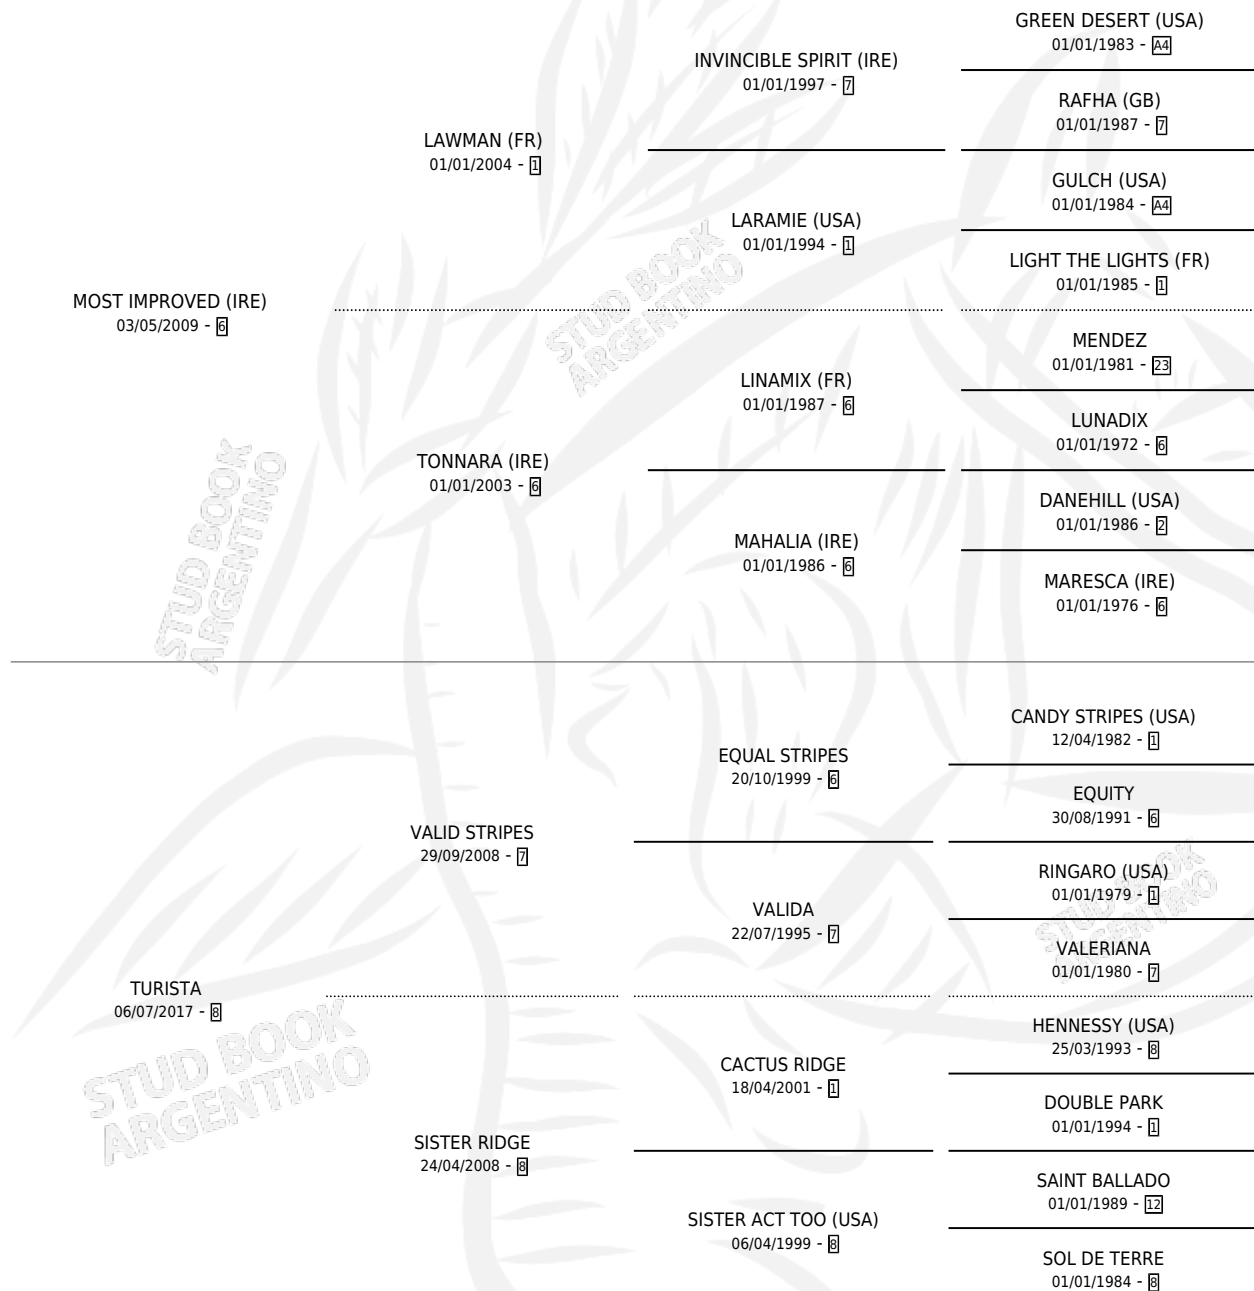 GREEN DESERT (USA)
01/01/1983 - A4
INVINCIBLE SPIRIT (IRE)
01/01/1997 - 7
RAFHA (GB)
01/01/1987 - 7
LAWMAN (FR)
01/01/2004 - 1
GULCH (USA)
01/01/1984 - A4
LARAMIE (USA)
01/01/1994 - 1
LIGHT THE LIGHTS (FR)
01/01/1985 - 1
MOST IMPROVED (IRE)
03/05/2009 - 6
MENDEZ
01/01/1981 - 23
LINAMIX (FR)
01/01/1987 - 6
LUNADIX
01/01/1972 - 6
TONNARA (IRE)
01/01/2003 - 6
DANEHILL (USA)
01/01/1986 - 2
MAHALIA (IRE)
01/01/1986 - 6
MARESCA (IRE)
01/01/1976 - 6
CANDY STRIPES (USA)
12/04/1982 - 1
EQUAL STRIPES
20/10/1999 - 6
EQUITY
30/08/1991 - 6
VALID STRIPES
29/09/2008 - 7
RINGARO (USA)
01/01/1979 - 1
VALIDA
22/07/1995 - 7
VALERIANA
01/01/1980 - 7
TURISTA
06/07/2017 - 8
HENNESSY (USA)
25/03/1993 - 8
CACTUS RIDGE
18/04/2001 - 1
DOUBLE PARK
01/01/1994 - 1
SISTER RIDGE
24/04/2008 - 8
SAINT BALLADO
01/01/1989 - 12
SISTER ACT TOO (USA)
06/04/1999 - 8
SOL DE TERRE
01/01/1984 - 8
STUD BOOK
ARGENTINO
STUD BOOK
ARGENTINO
STUD BOOK
ARGENTINO
STUD BOOK
ARGENTINO